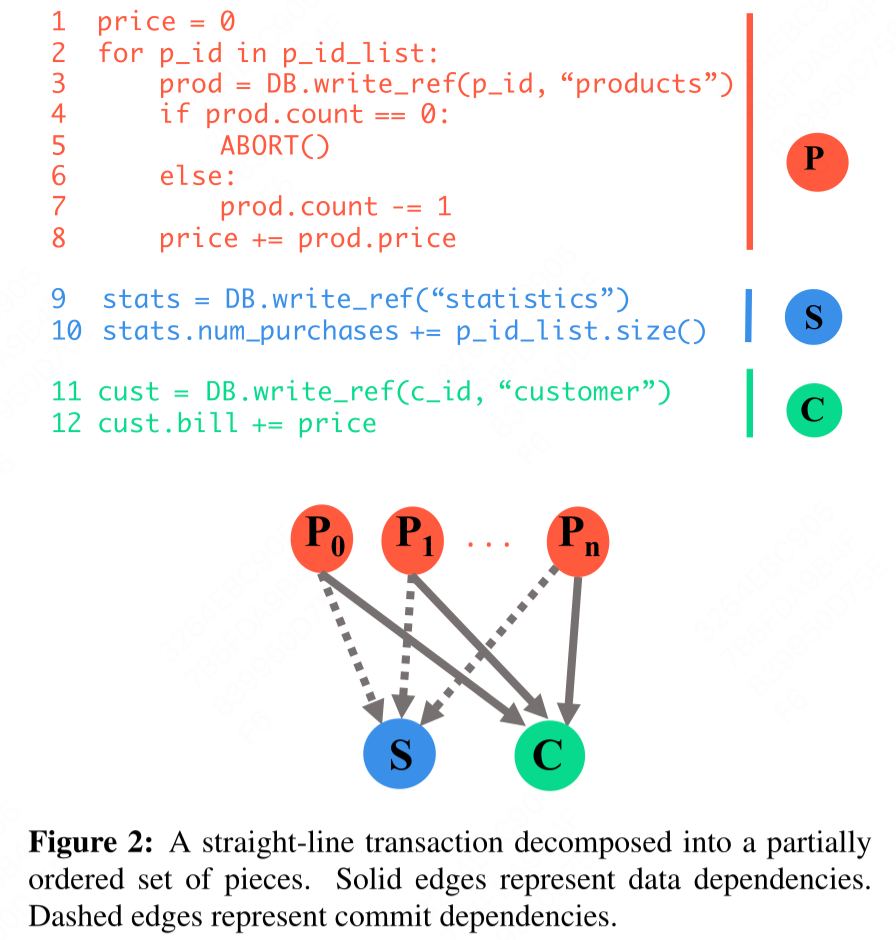 1 price = 0
2 for p_id in p_id_list:
3 prod = DB.write_ref(p_id, “products”)
4 if prod.count == 0:
5 ABORT()
6 else:
7 prod.count -= 1
8 price += prod.price
P
9 stats = DB.write_ref(“statistics”)
10 stats.num_purchases += p_id_list.size()
S
11 cust = DB.write_ref(c_id, “customer”)
12 cust.bill += price
C
P0 P1 ... Pn
S C
Figure 2: A straight-line transaction decomposed into a partially
ordered set of pieces. Solid edges represent data dependencies.
Dashed edges represent commit dependencies.